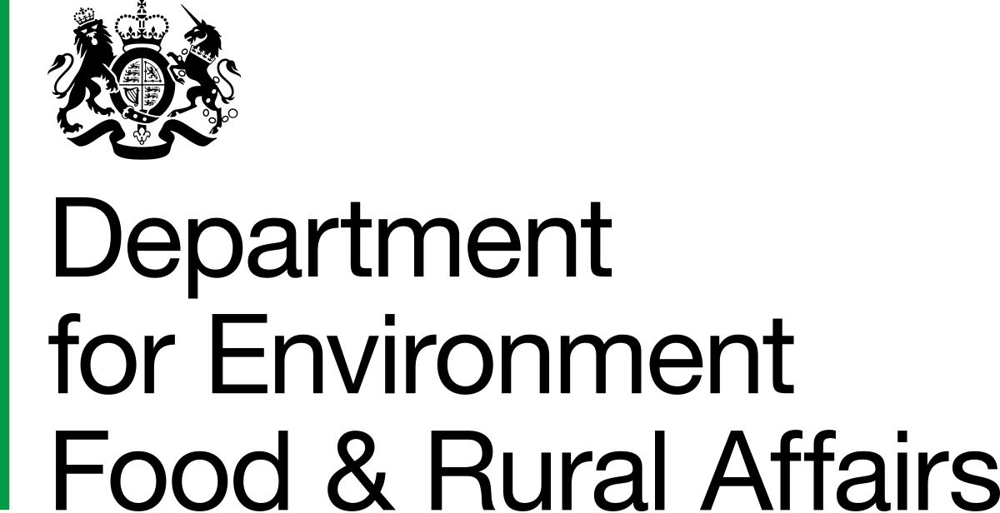 Department
for Environment
Food & Rural Affairs